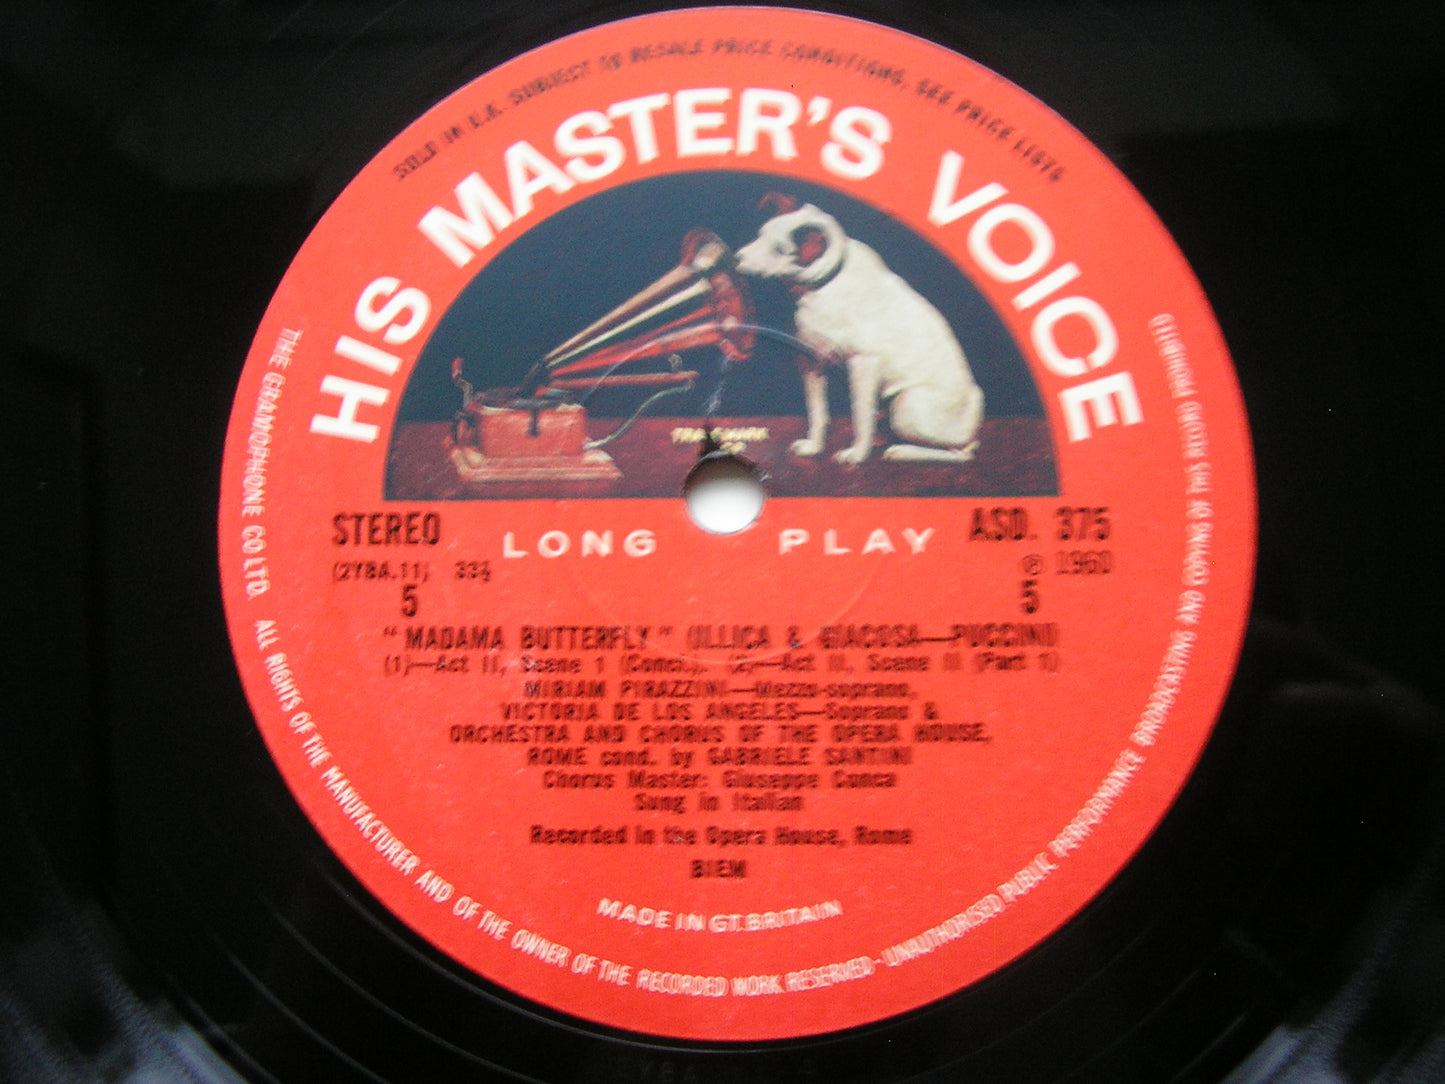 SOLD IN U.K. SUBJECT TO RESALE PRICE CONDITIONS, SEE PRICE LISTS
HIS MASTER'S VOICE
STEREO
LONG PLAY
ASD. 375
(2YBA.11) 33⅓
℗ 1960
5
5
"MADAMA BUTTERFLY" (ILLICA & GIACOSA—PUCCINI)
(1)—Act II, Scene 1 (Concl.), (2)—Act II, Scene II (Part 1)
MIRIAM PIRAZZINI—Mezzo-soprano,
VICTORIA DE LOS ANGELES—Soprano &
ORCHESTRA AND CHORUS OF THE OPERA HOUSE,
ROME cond. by GABRIELE SANTINI
Chorus Master: Giuseppe Conca
Sung in Italian
Recorded in the Opera House, Rome
BIEM
MADE IN GT. BRITAIN
THE GRAMOPHONE CO LTD. ALL RIGHTS OF THE MANUFACTURER AND OF THE OWNER OF THE RECORDED WORK RESERVED - UNAUTHORISED PUBLIC PERFORMANCE BROADCASTING AND COPYING OF THIS RECORD PROHIBITED